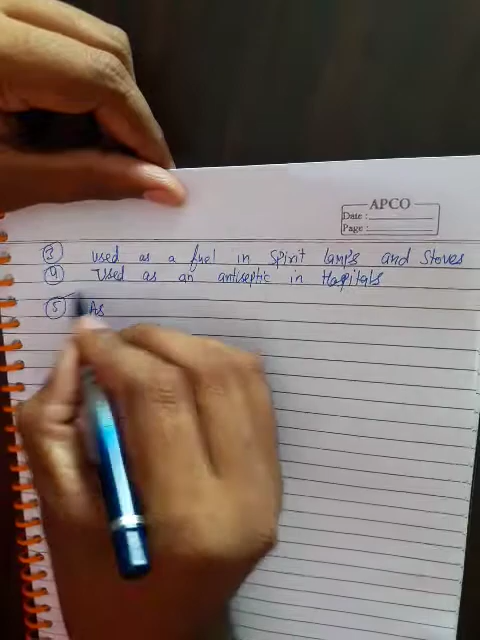 APCO
Date :
Page :
③ used as a fuel in Spirit lamps and Stoves
④ Used as an antiseptic in Hospitals
⑤ As